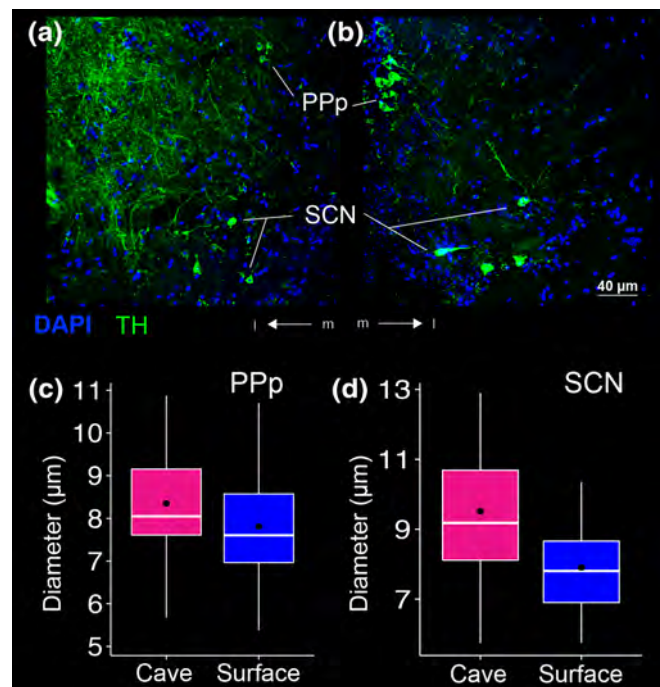 (a)
(b)
PPp
SCN
40 µm
DAPI TH
l m m l
(c) PPp
11
10
9
8
7
6
5
Diameter (µm)
Cave Surface
(d) SCN
13
11
9
7
Diameter (µm)
Cave Surface